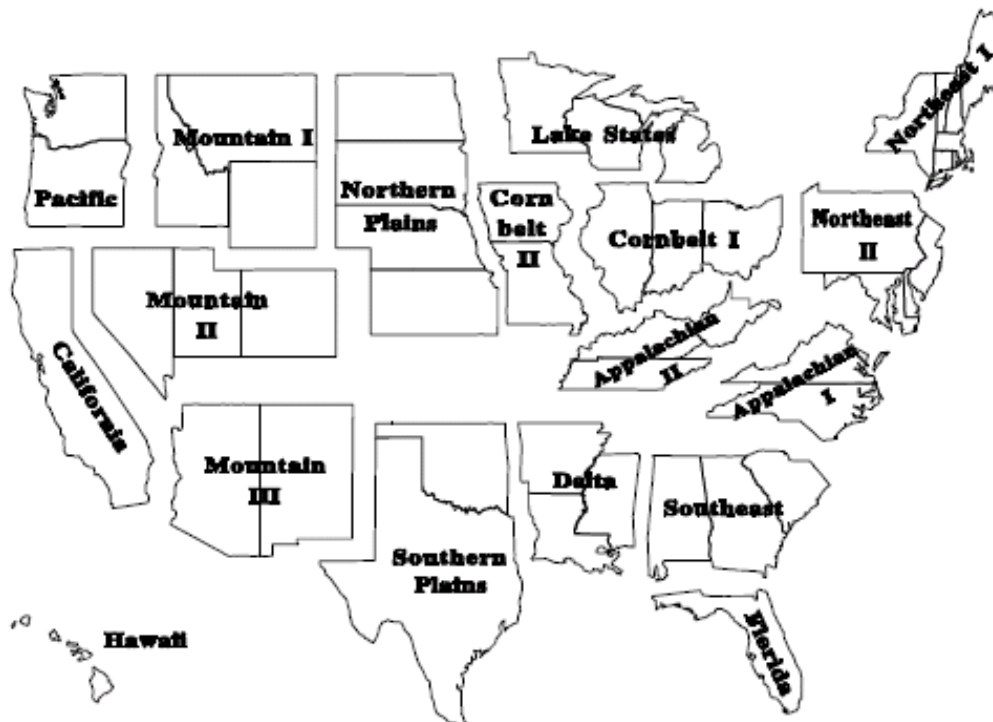 Northeast I
Mountain I
Lake States
Pacific
Northern
Plains
Corn
belt
II
Cornbelt I
Northeast
II
Mountain
II
California
Appalachian
II
Appalachian
I
Mountain
III
Delta
Southeast
Southern
Plains
Hawaii
Florida